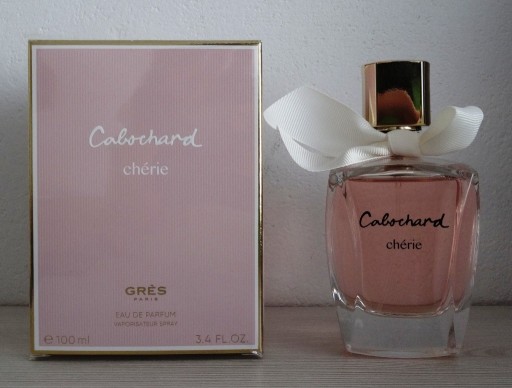 Cabochard
chérie
GRÈS
PARIS
EAU DE PARFUM
VAPORISATEUR SPRAY
℮ 100 ml 3.4 FL.OZ.
Cabochard
chérie